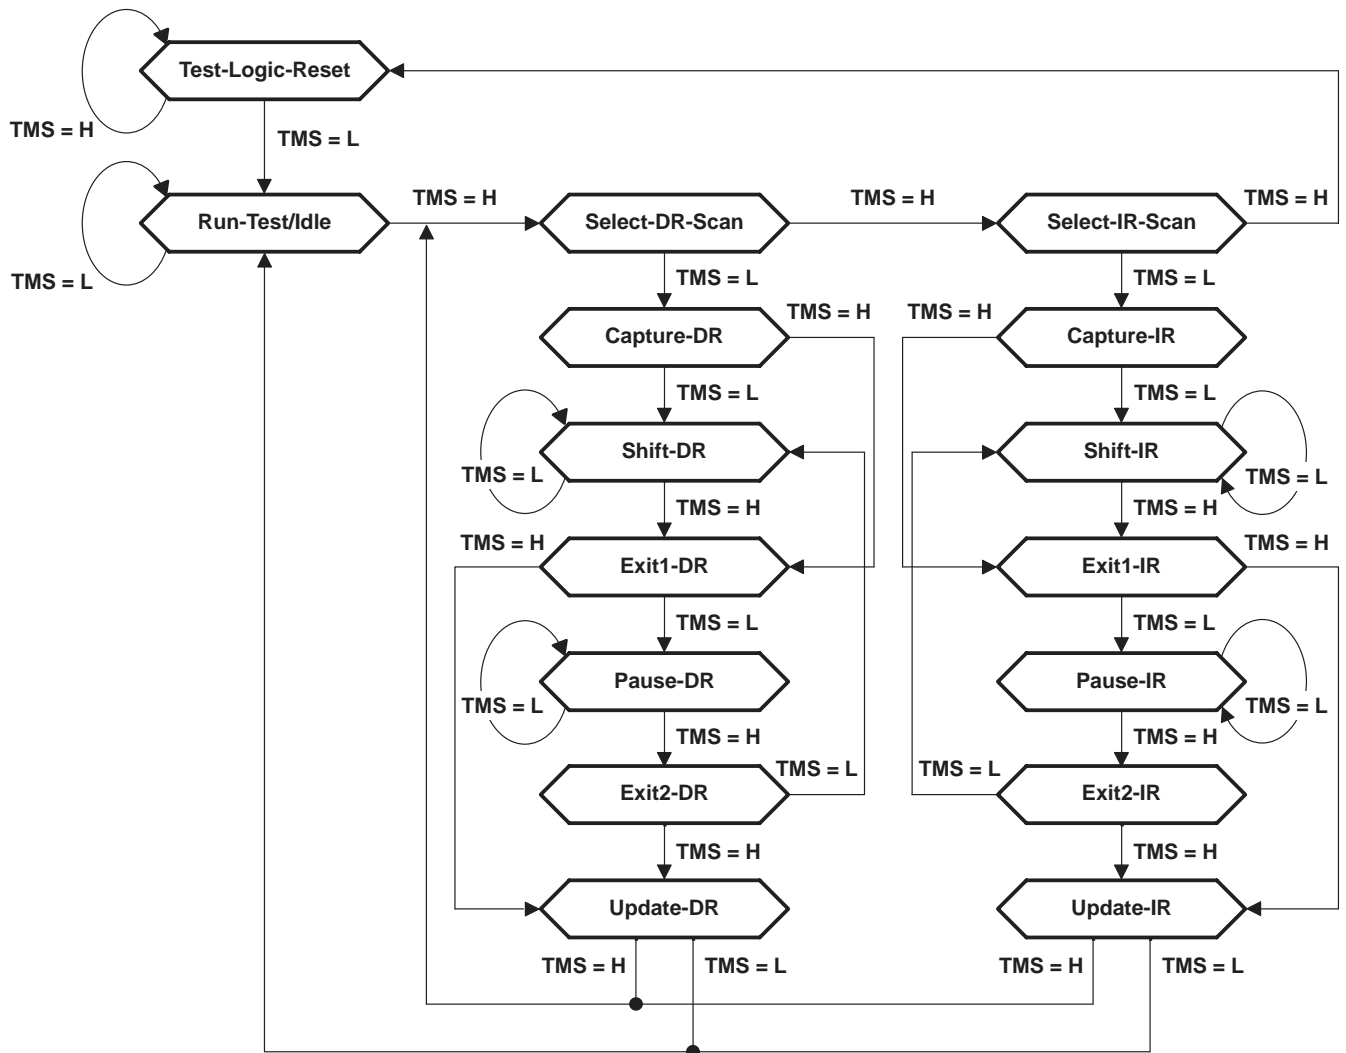 Test-Logic-Reset
TMS = H
TMS = L
TMS = H
TMS = H
TMS = H
Run-Test/Idle
Select-DR-Scan
Select-IR-Scan
TMS = L
TMS = L
TMS = L
TMS = H
TMS = H
Capture-DR
Capture-IR
TMS = L
TMS = L
Shift-DR
Shift-IR
TMS = L
TMS = L
TMS = H
TMS = H
TMS = H
TMS = H
Exit1-DR
Exit1-IR
TMS = L
TMS = L
Pause-DR
Pause-IR
TMS = L
TMS = L
TMS = H
TMS = H
TMS = L
TMS = L
Exit2-DR
Exit2-IR
TMS = H
TMS = H
Update-DR
Update-IR
TMS = H
TMS = L
TMS = H
TMS = L